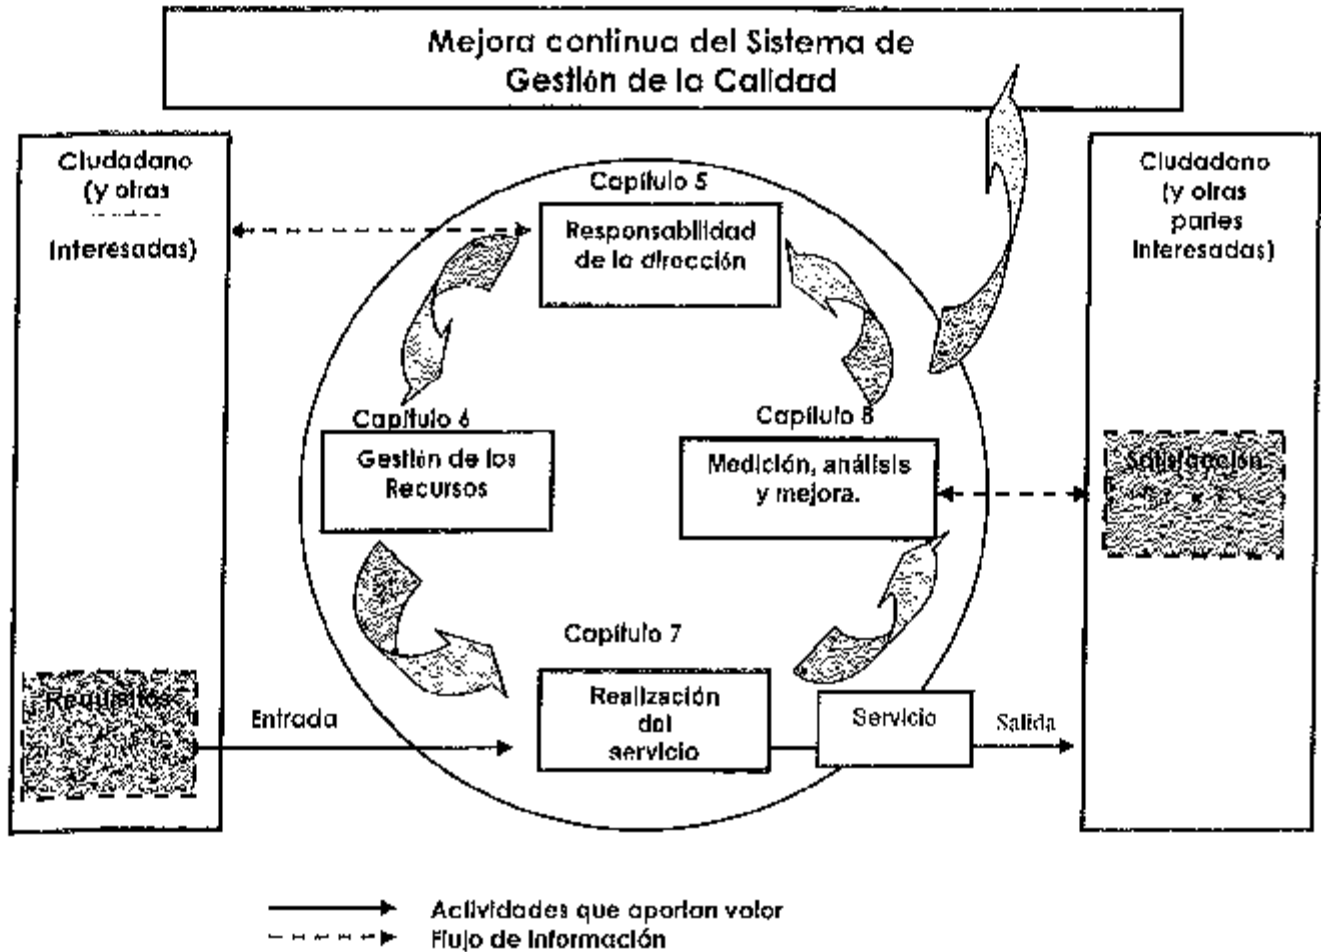 Mejora continua del Sistema de
Gestión de la Calidad
Ciudadano
(y otras
Interesadas)
Capítulo 5
Responsabilidad
de la dirección
Ciudadano
(y otras
partes
Interesadas)
Capítulo 6
Gestión de los
Recursos
Capítulo 8
Medición, análisis
y mejora.
Satisfacción
Capítulo 7
Requisitos
Entrada
Realización
del
servicio
Servicio
Salida
Actividades que aportan valor
Flujo de Información